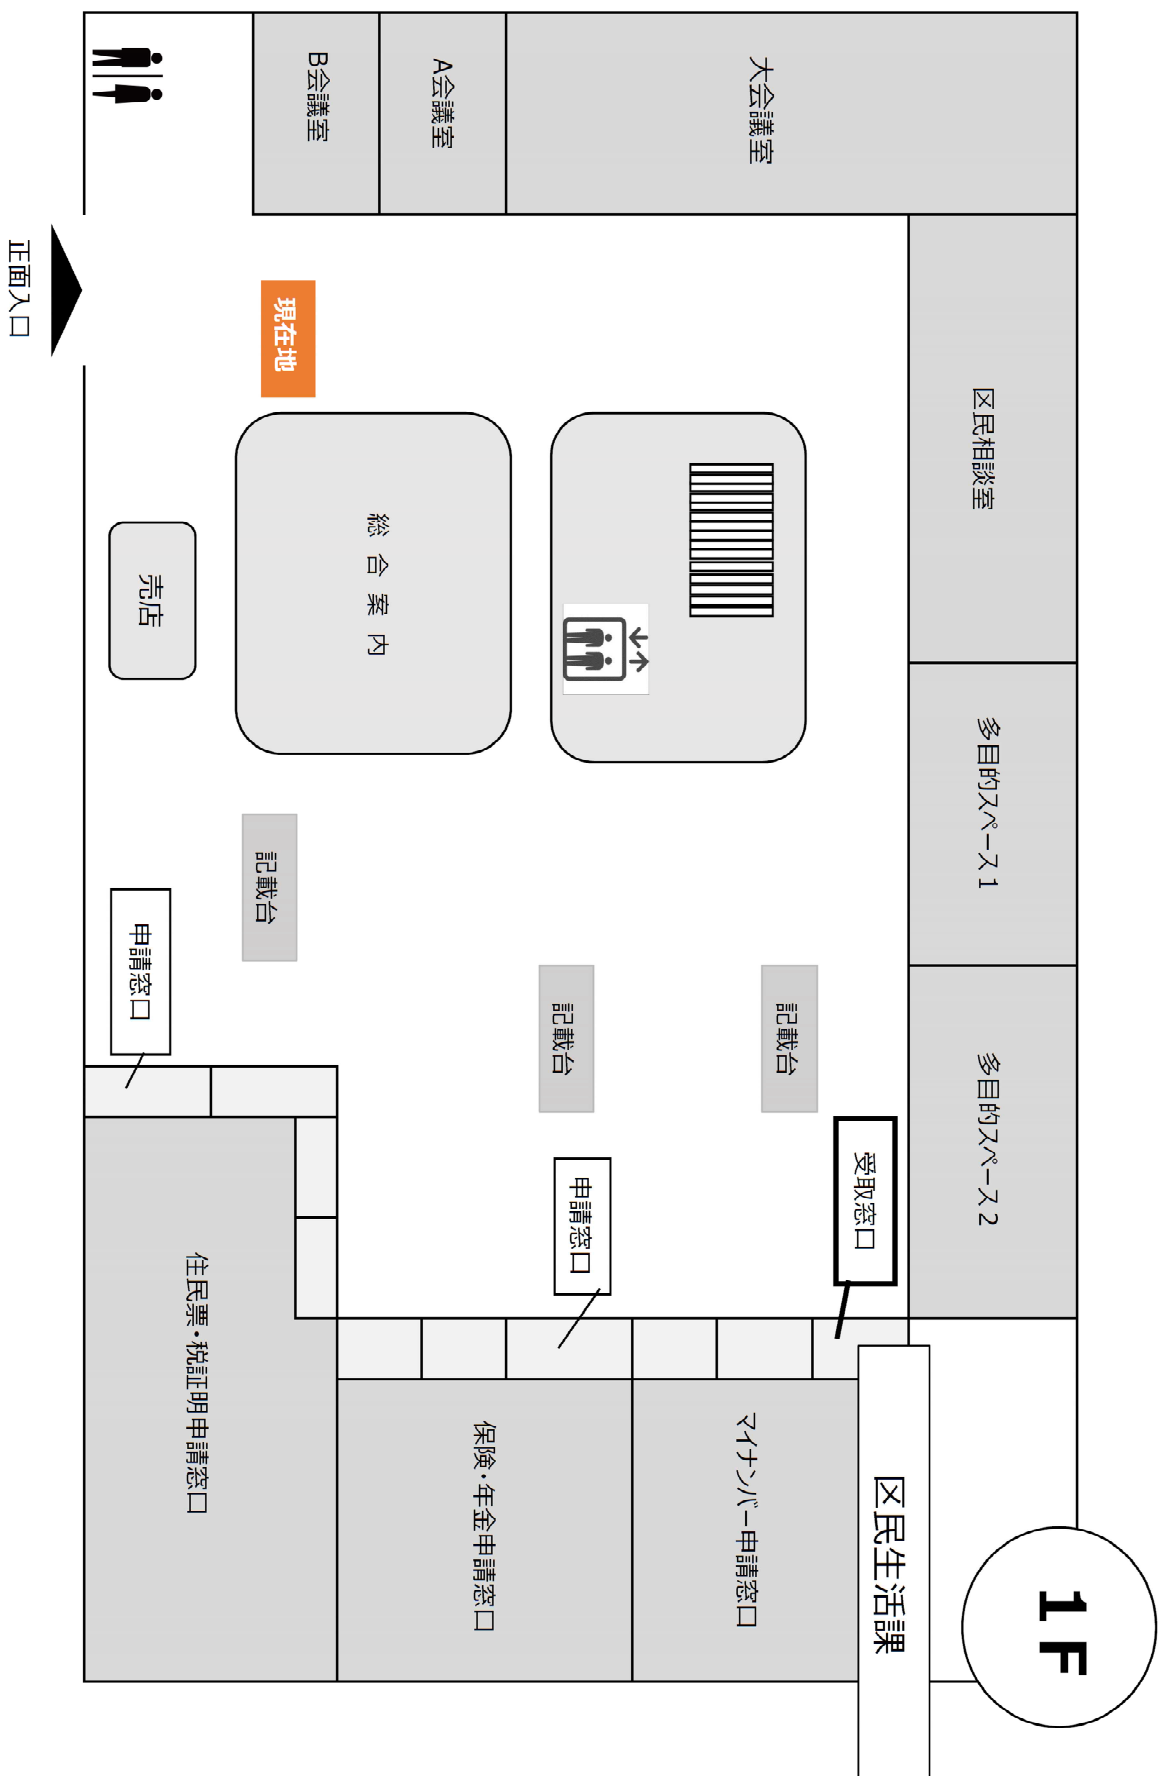 1F
区民相談室
多目的スペース1
多目的スペース2
区民生活課
受取窓口
大会議室
記載台
マイナンバー申請窓口
申請窓口
記載台
保険・年金申請窓口
A会議室
総合案内
B会議室
現在地
記載台
住民票・税証明申請窓口
売店
申請窓口
正面入口